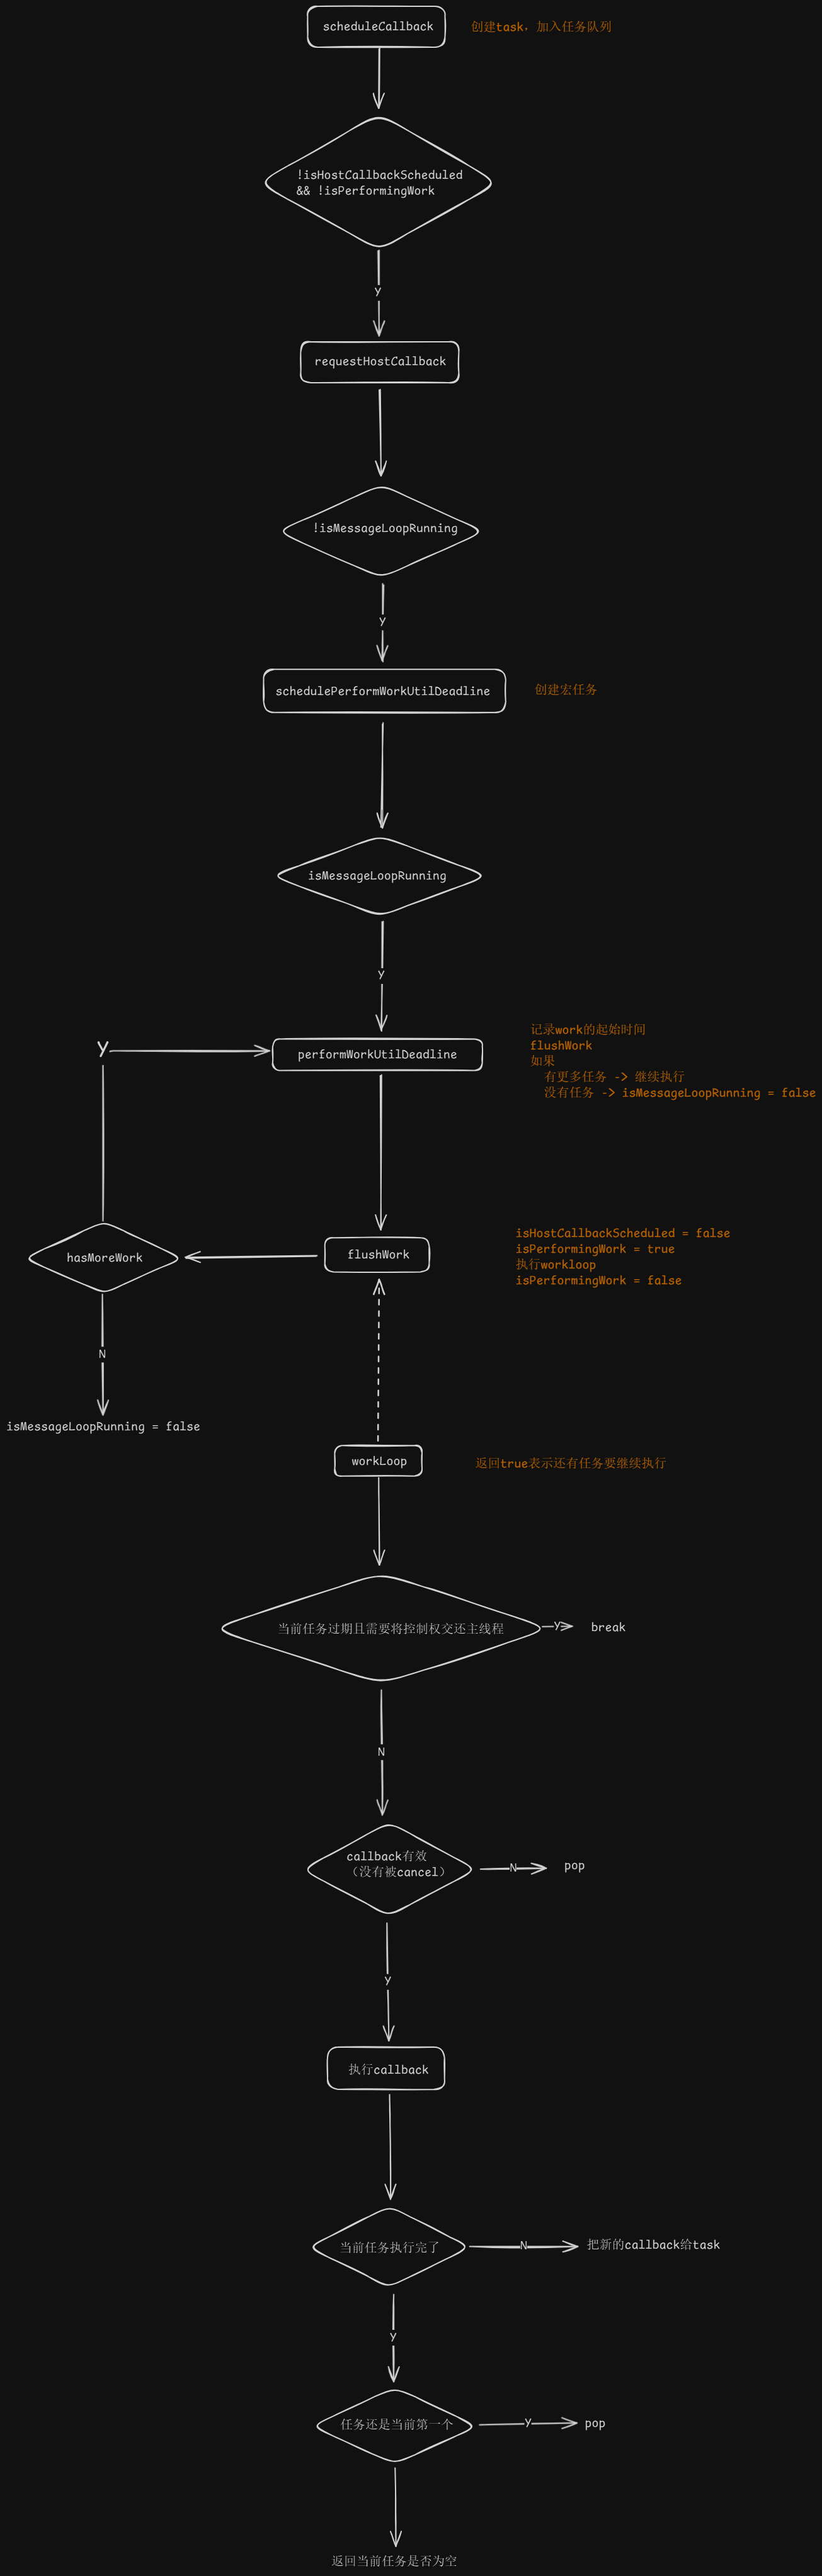 scheduleCallback
创建task，加入任务队列
!isHostCallbackScheduled
&& !isPerformingWork
y
requestHostCallback
!isMessageLoopRunning
y
schedulePerformWorkUtilDeadline
创建宏任务
isMessageLoopRunning
y
记录work的起始时间
flushWork
如果
有更多任务 -> 继续执行
没有任务 -> isMessageLoopRunning = false
Y
performWorkUtilDeadline
isHostCallbackScheduled = false
isPerformingWork = true
执行workloop
isPerformingWork = false
hasMoreWork
flushWork
N
isMessageLoopRunning = false
workLoop
返回true表示还有任务要继续执行
当前任务过期且需要将控制权交还主线程
Y
break
N
callback有效
（没有被cancel）
N
pop
Y
执行callback
当前任务执行完了
N
把新的callback给task
y
任务还是当前第一个
Y
pop
返回当前任务是否为空